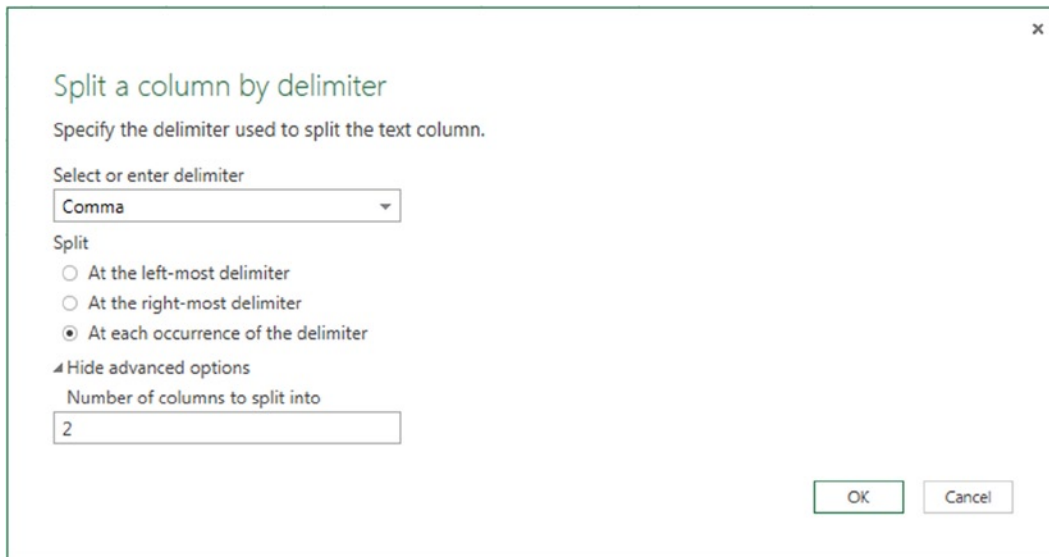 Split a column by delimiter
Specify the delimiter used to split the text column.
Select or enter delimiter
Comma
Split
At the left-most delimiter
At the right-most delimiter
At each occurrence of the delimiter
Hide advanced options
Number of columns to split into
2
OK Cancel